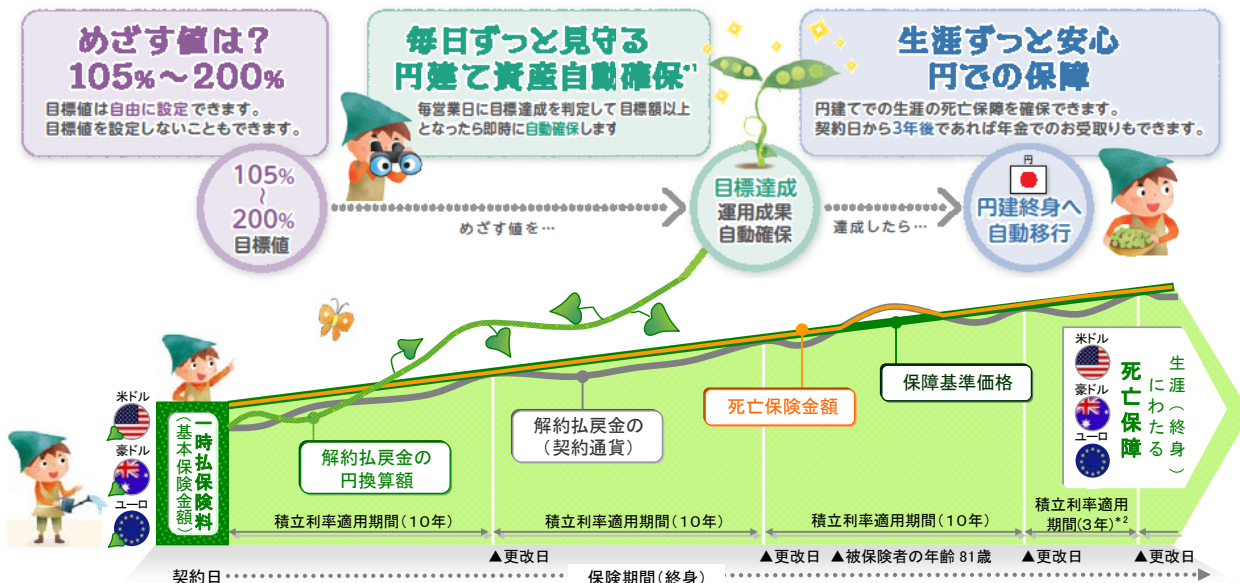 めざす値は?
105%~200%
目標値は自由に設定できます。
目標値を設定しないこともできます。
毎日ずっと見守る
円建て資産自動確保*1
毎営業日に目標達成を判定して目標額以上
となったら即時に自動確保します
生涯ずっと安心
円での保障
円建てでの生涯の死亡保障を確保できます。
契約日から3年後であれば年金でのお受取りもできます。
105%
~
200%
目標値
めざす値を…
目標達成
運用成果
自動確保
達成したら…
円
円建終身へ
自動移行
米ドル
豪ドル
ユーロ
一時払保険料
(基本保険金額)
解約払戻金の
円換算額
解約払戻金の
(契約通貨)
死亡保険金額
保障基準価格
米ドル
豪ドル
ユーロ
生涯(終身)
にわたる
死亡保障
積立利率適用期間(10年)
積立利率適用期間(10年)
積立利率適用期間(10年)
積立利率適用
期間(3年)*2
▲更改日
▲更改日
▲被保険者の年齢 81歳
▲更改日
▲更改日
契約日
保険期間(終身)